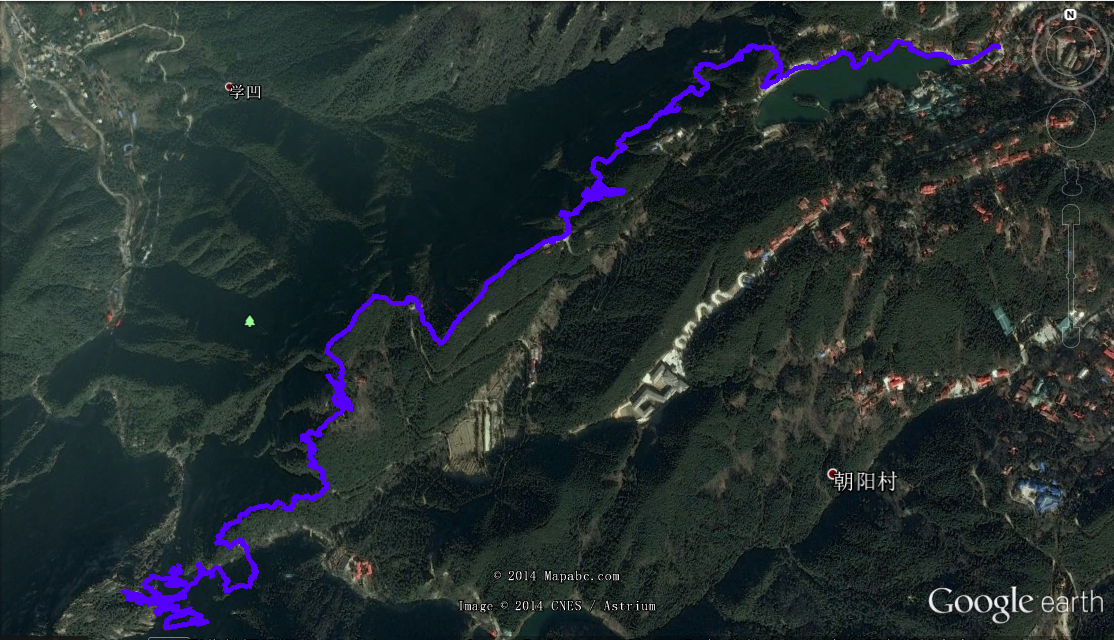 N
学凹
朝阳村
© 2014 Mapabc.com
Image © 2014 CNES / Astrium
Google earth